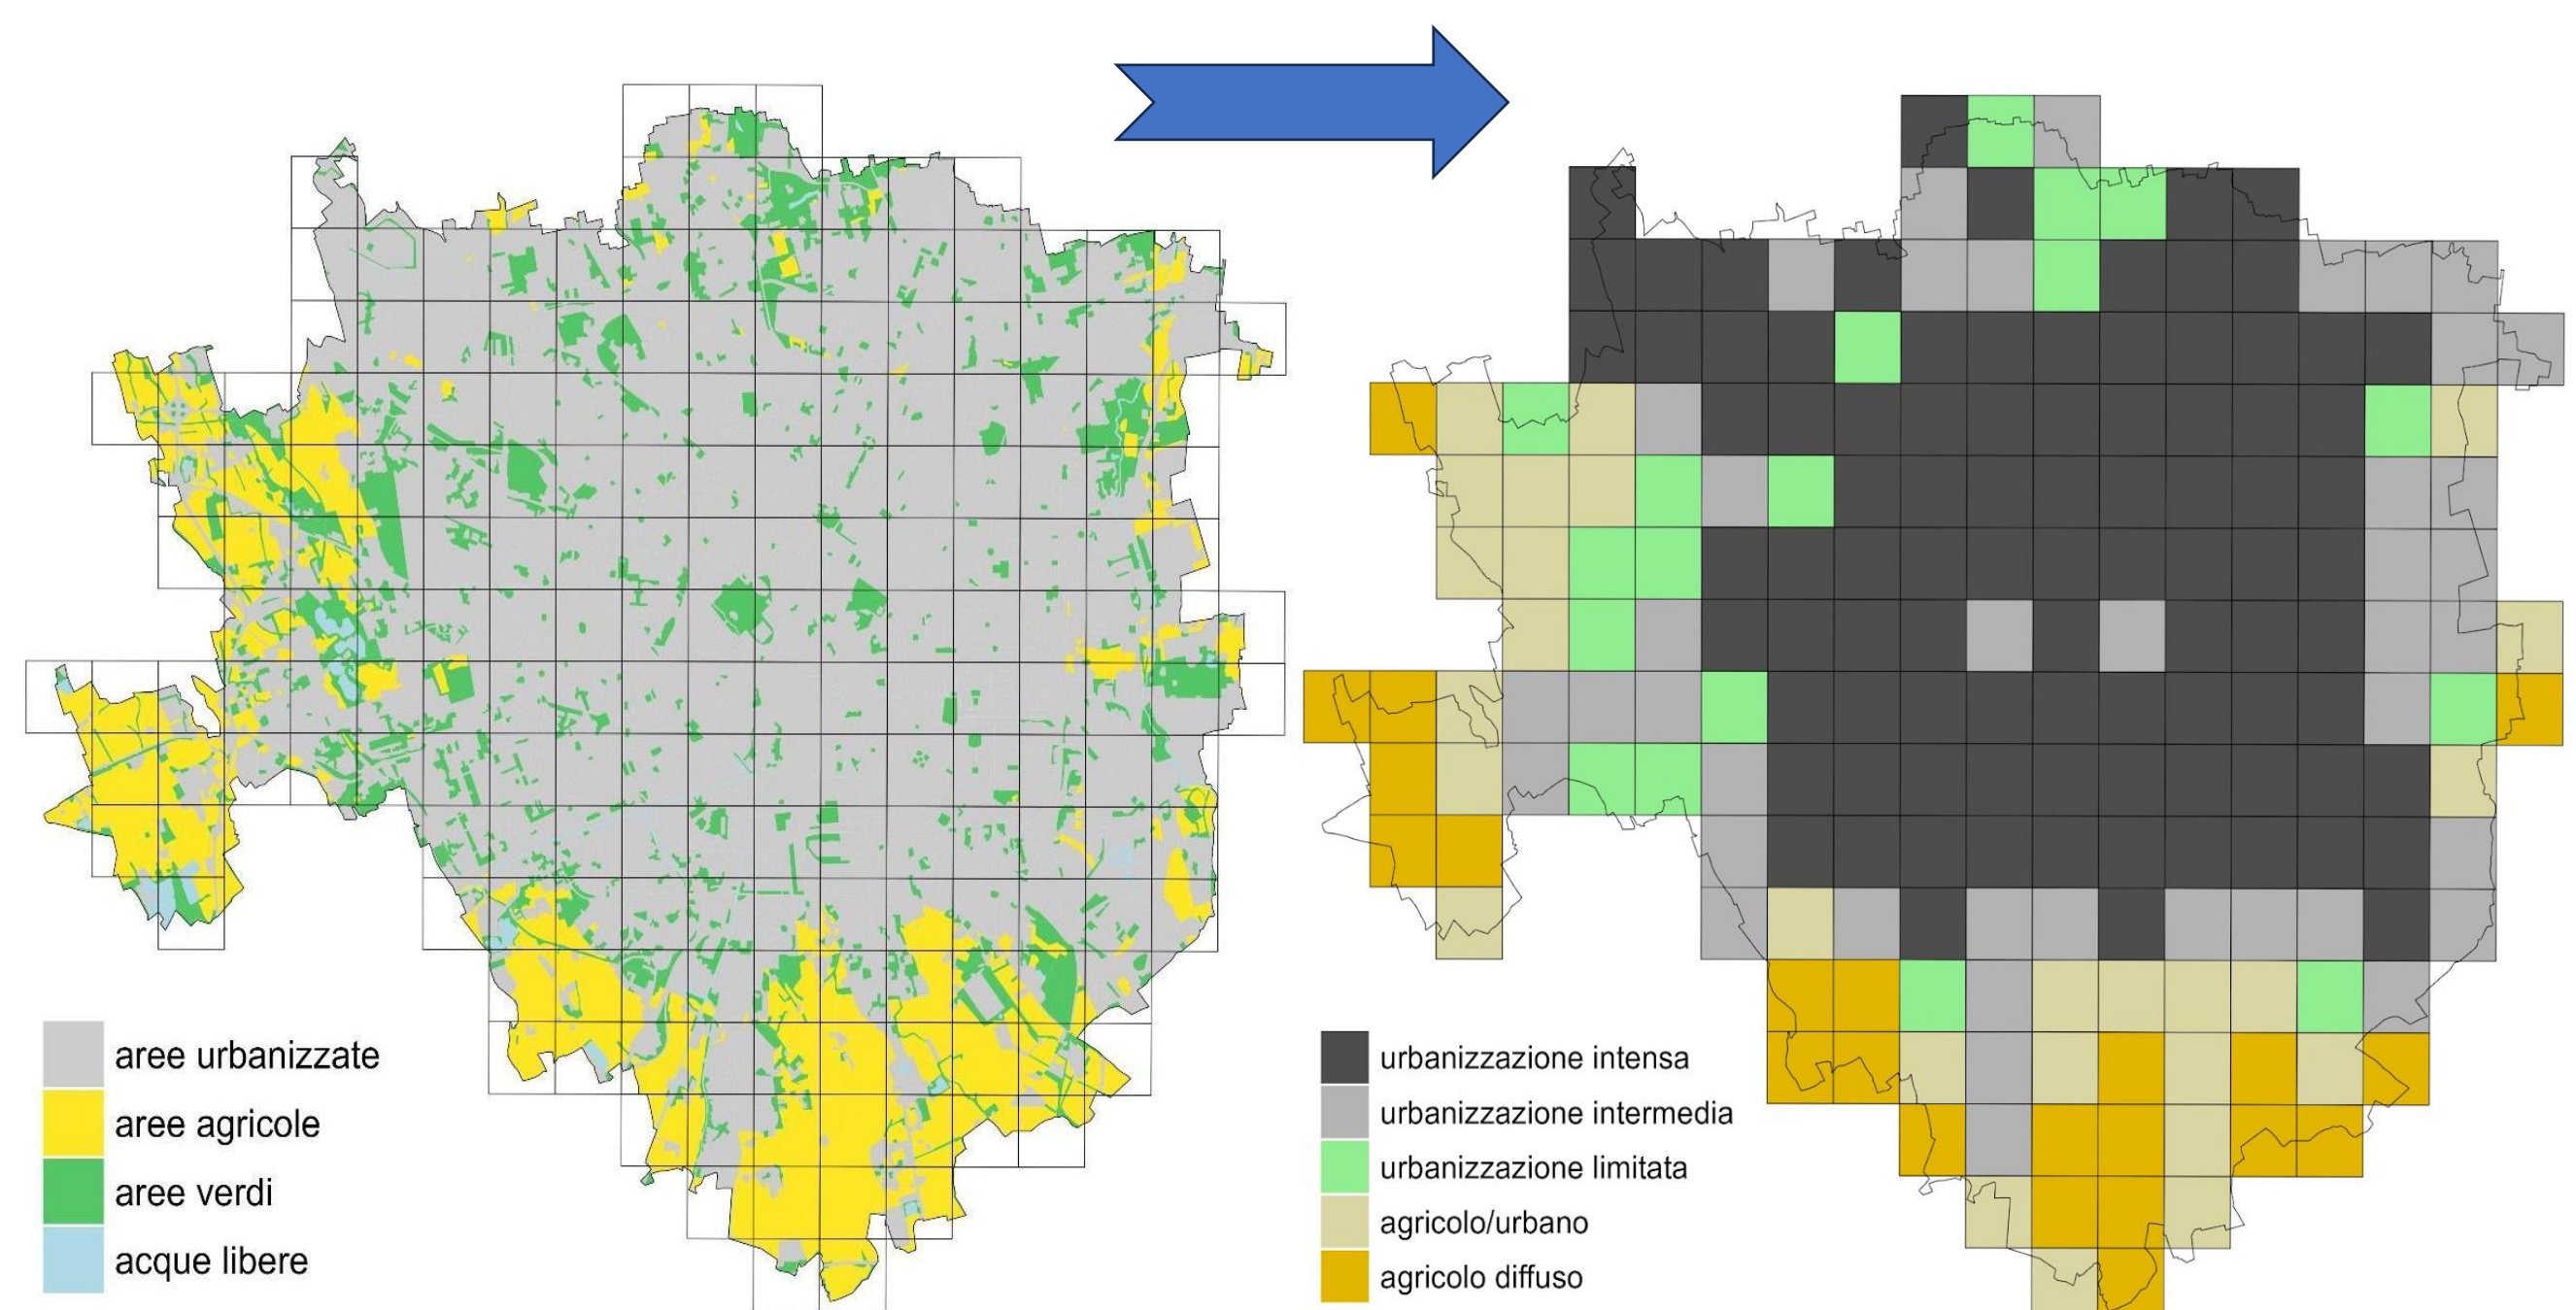 aree urbanizzate
aree agricole
aree verdi
acque libere
urbanizzazione intensa
urbanizzazione intermedia
urbanizzazione limitata
agricolo/urbano
agricolo diffuso